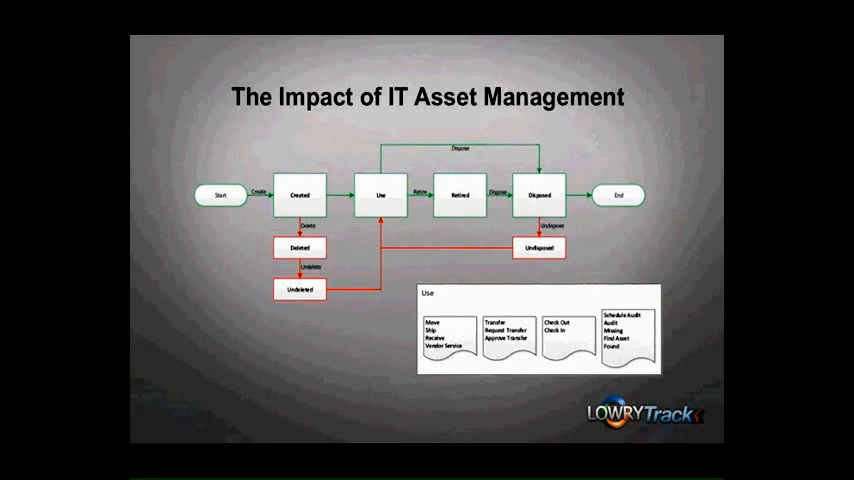 The Impact of IT Asset Management
Dispose
Start
Create
Created
Use
Retire
Retired
Dispose
Disposed
End
Delete
Undispose
Deleted
Undisposed
Undelete
Undeleted
Use
Move
Ship
Receive
Vendor Service
Transfer
Request Transfer
Approve Transfer
Check Out
Check In
Schedule Audit
Audit
Missing
Find Asset
Found
LOWRYTrack